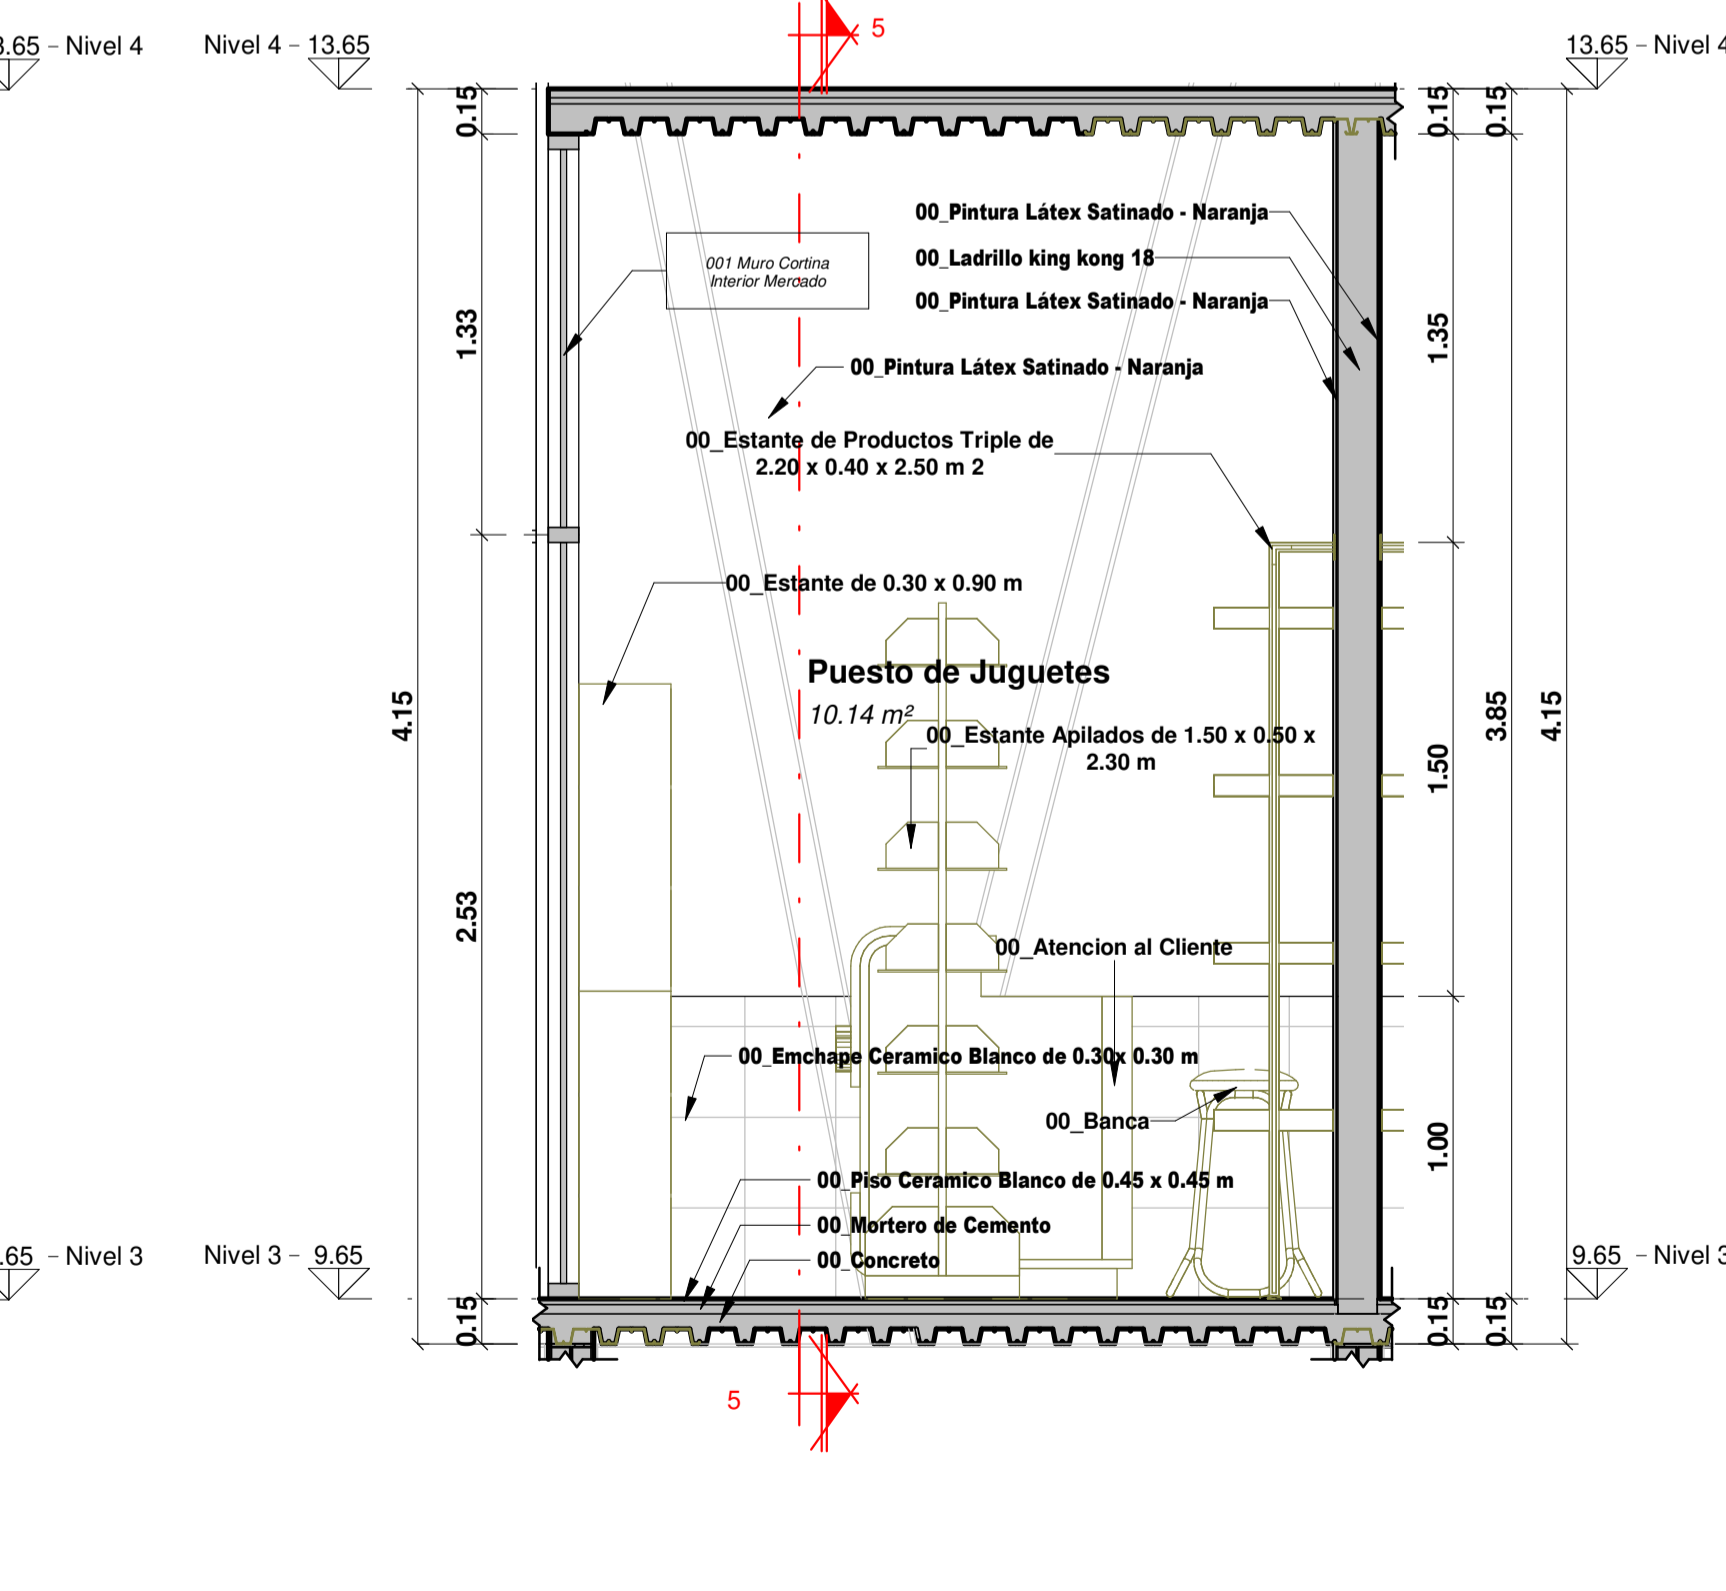 5
3.65 – Nivel 4
Nivel 4 – 13.65
13.65 – Nivel 4
0.15
0.15
0.15
00_Pintura Látex Satinado - Naranja
001 Muro Cortina
Interior Mercado
00_Ladrillo king kong 18
00_Pintura Látex Satinado - Naranja
1.33
1.35
00_Pintura Látex Satinado - Naranja
00_Estante de Productos Triple de
2.20 x 0.40 x 2.50 m 2
00_Estante de 0.30 x 0.90 m
Puesto de Juguetes
10.14 m²
4.15
3.85
4.15
00_Estante Apilados de 1.50 x 0.50 x
2.30 m
1.50
2.53
00_Atencion al Cliente
00_Emchape Ceramico Blanco de 0.30x 0.30 m
00_Banca
1.00
00_Piso Ceramico Blanco de 0.45 x 0.45 m
00_Mortero de Cemento
00_Concreto
.65 – Nivel 3
Nivel 3 – 9.65
9.65 – Nivel 3
0.15
0.15
0.15
5